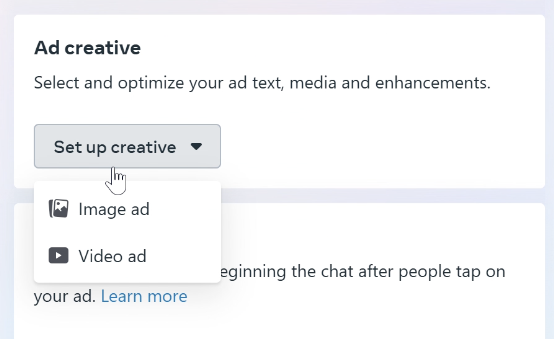 Ad creative
Select and optimize your ad text, media and enhancements.
Set up creative
Image ad
Video ad
the chat after people tap on
your ad. Learn more